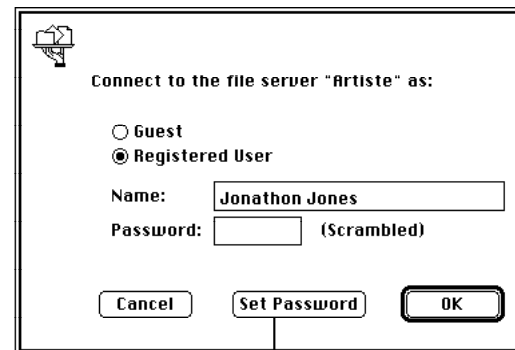 Connect to the file server "Artiste" as:
Guest
Registered User
Name: Jonathon Jones
Password: (Scrambled)
Cancel Set Password OK